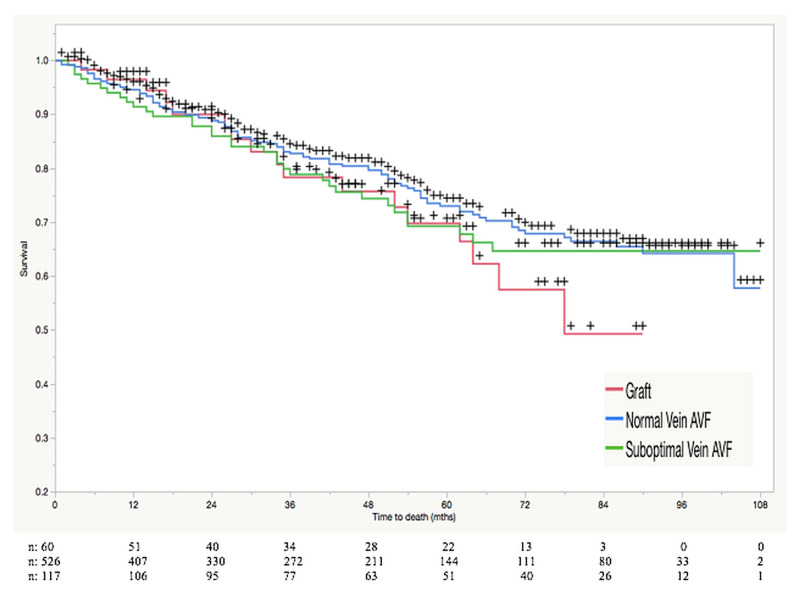 1.0
0.9
0.8
0.7
0.6
0.5
0.4
0.3
0.2
Survival
Graft
Normal Vein AVF
Suboptimal Vein AVF
0 12 24 36 48 60 72 84 96 108
Time to death (mths)
n: 60 51 40 34 28 22 13 3 0 0
n: 526 407 330 272 211 144 111 80 33 2
n: 117 106 95 77 63 51 40 26 12 1